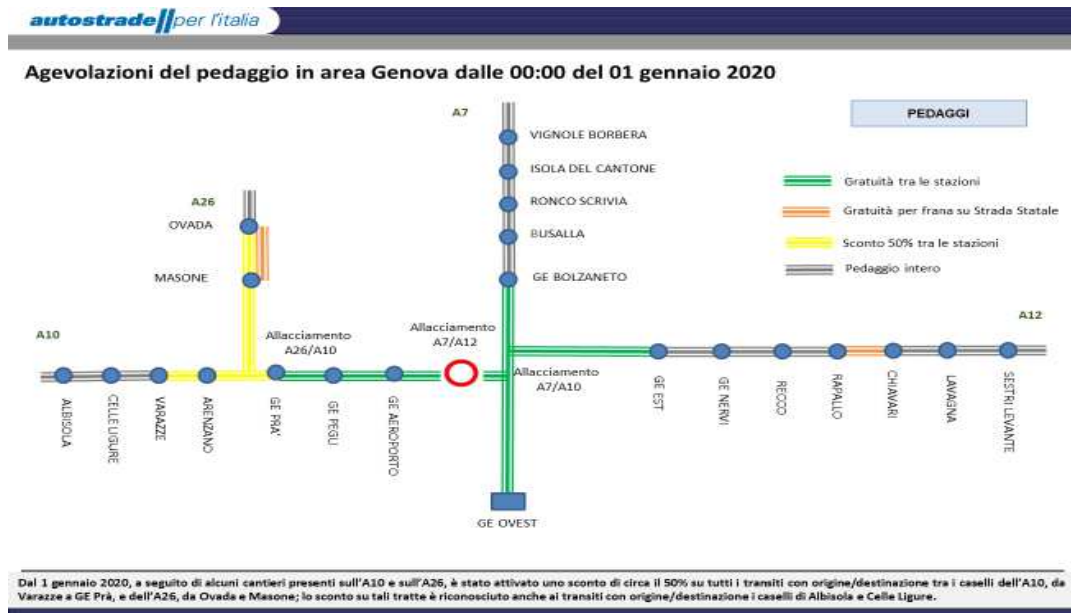 autostrade//per l'italia
Agevolazioni del pedaggio in area Genova dalle 00:00 del 01 gennaio 2020
A7
PEDAGGI
VIGNOLE BORBERA
ISOLA DEL CANTONE
Gratuità tra le stazioni
A26
RONCO SCRIVIA
Gratuità per frana su Strada Statale
OVADA
BUSALLA
Sconto 50% tra le stazioni
MASONE
GE BOLZANETO
Pedaggio intero
A10
Allacciamento
A26/A10
Allacciamento
A7/A12
A12
Allacciamento
A7/A10
ALBISOLA
CELLE LIGURE
VARAZZE
ARENZANO
GE PRA'
GE PEGLI
GE AEROPORTO
GE EST
GE NERVI
RECCO
RAPALLO
CHIAVARI
LAVAGNA
SESTRI LEVANTE
GE OVEST
Dal 1 gennaio 2020, a seguito di alcuni cantieri presenti sull'A10 e sull'A26, è stato attivato uno sconto di circa il 50% su tutti i transiti con origine/destinazione tra i caselli dell'A10, da
Varazze a GE Prà, e dell'A26, da Ovada e Masone; lo sconto su tali tratte è riconosciuto anche ai transiti con origine/destinazione i caselli di Albisola e Celle Ligure.